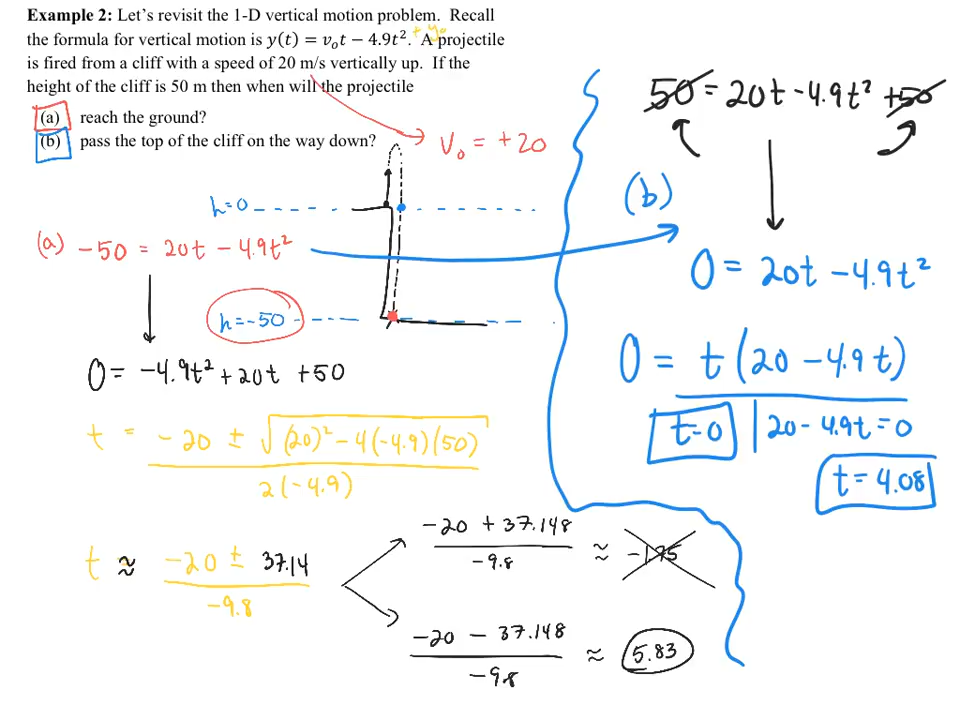 Example 2: Let's revisit the 1-D vertical motion problem. Recall
the formula for vertical motion is y(t) = vₒt − 4.9t². + yₒ A projectile
is fired from a cliff with a speed of 20 m/s vertically up. If the
height of the cliff is 50 m then when will the projectile
(a) reach the ground?
(b) pass the top of the cliff on the way down?
Vₒ = +20
h=0
(a) -50 = 20t - 4.9t²
h=-50
0 = -4.9t² + 20t + 50
t = -20 ± √(20)² - 4(-4.9)(50)
2(-4.9)
t ≈ -20 ± 37.14
-9.8
-20 + 37.148
-9.8
≈ -1.75
-20 - 37.148
-9.8
≈ 5.83
50 = 20t - 4.9t² +50
(b)
0 = 20t - 4.9t²
0 = t(20 - 4.9t)
t=0 | 20 - 4.9t = 0
t = 4.08